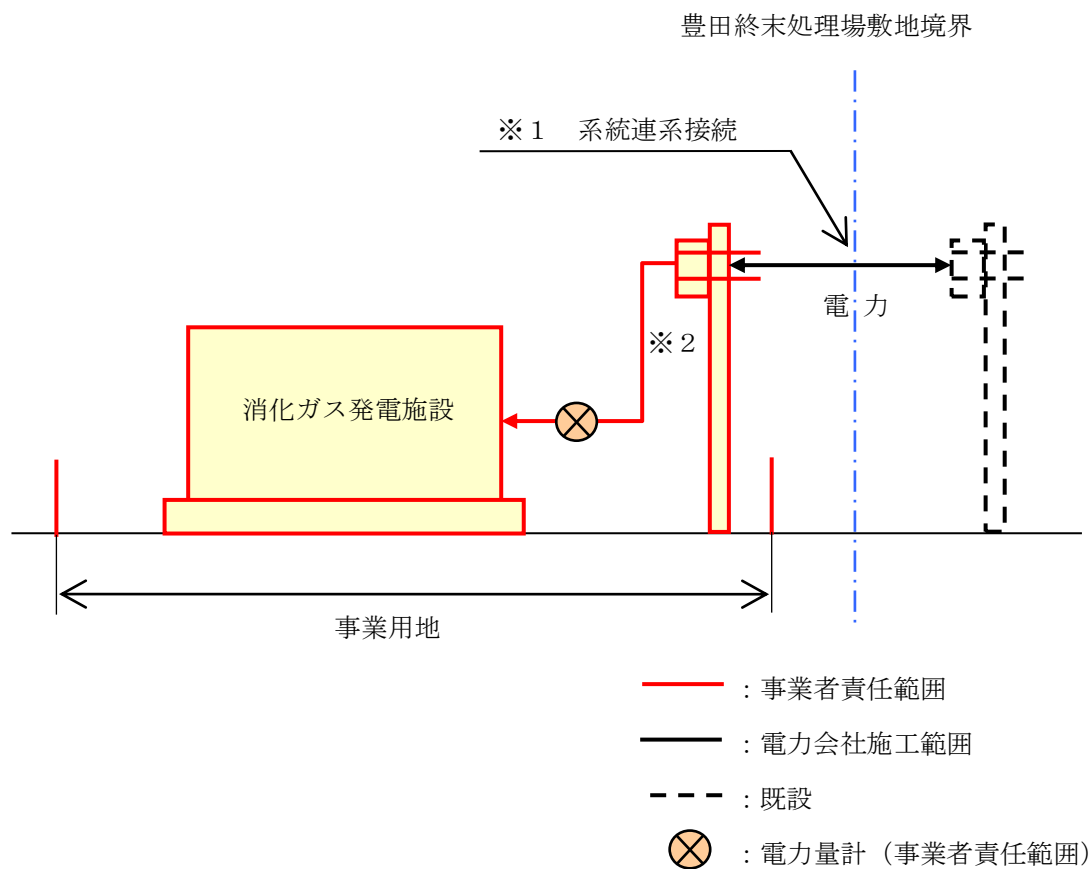 豊田終末処理場敷地境界
※１　系統連系接続
電 力
※２
消化ガス発電施設
事業用地
：事業者責任範囲
：電力会社施工範囲
：既設
：電力量計（事業者責任範囲）